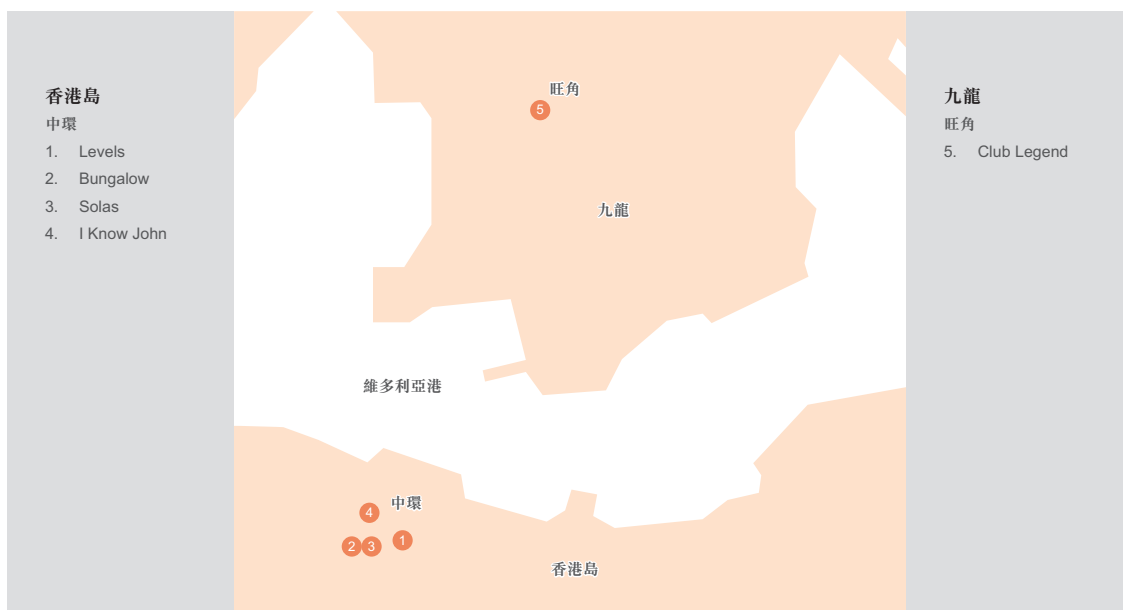 香港島
中環
1. Levels
2. Bungalow
3. Solas
4. I Know John
旺角
5
九龍
維多利亞港
中環
4
2
3
1
香港島
九龍
旺角
5. Club Legend